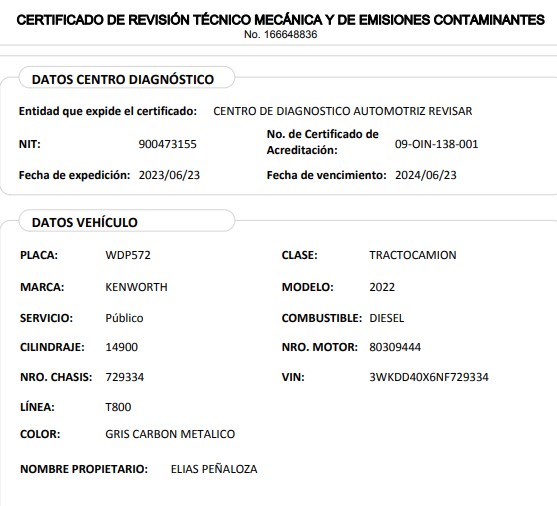 CERTIFICADO DE REVISIÓN TÉCNICO MECÁNICA Y DE EMISIONES CONTAMINANTES
No. 166648836
DATOS CENTRO DIAGNÓSTICO
Entidad que expide el certificado: CENTRO DE DIAGNOSTICO AUTOMOTRIZ REVISAR
NIT: 900473155 No. de Certificado de Acreditación: 09-OIN-138-001
Fecha de expedición: 2023/06/23 Fecha de vencimiento: 2024/06/23
DATOS VEHÍCULO
PLACA: WDP572 CLASE: TRACTOCAMION
MARCA: KENWORTH MODELO: 2022
SERVICIO: Público COMBUSTIBLE: DIESEL
CILINDRAJE: 14900 NRO. MOTOR: 80309444
NRO. CHASIS: 729334 VIN: 3WKDD40X6NF729334
LÍNEA: T800
COLOR: GRIS CARBON METALICO
NOMBRE PROPIETARIO: ELIAS PEÑALOZA